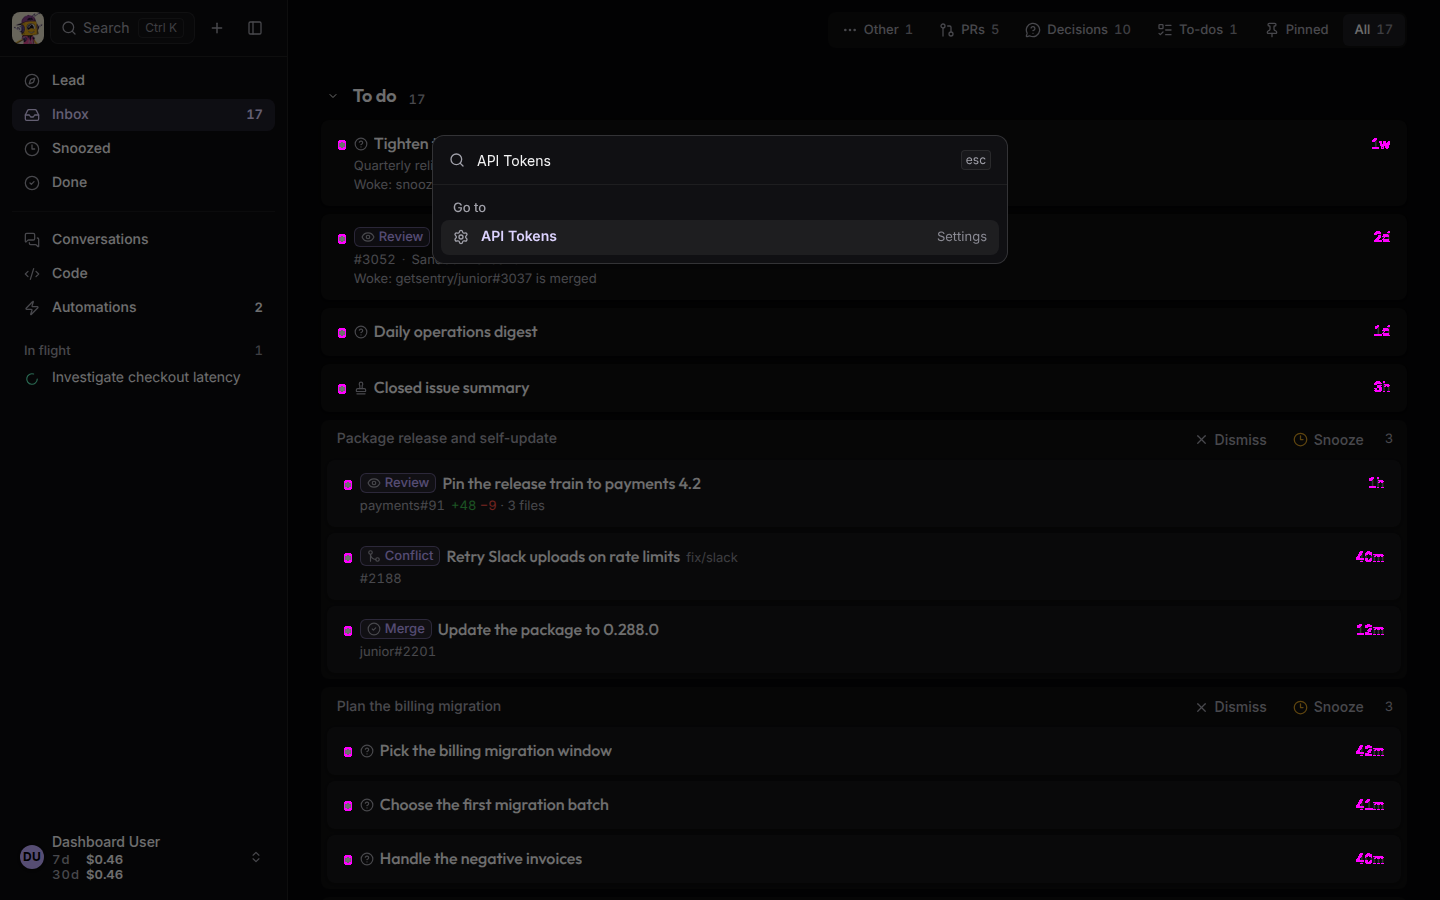 Search Ctrl K
Other 1 PRs 5 Decisions 10 To-dos 1 Pinned All 17
Lead
Inbox 17
Snoozed
Done
Conversations
Code
Automations 2
In flight 1
Investigate checkout latency
Dashboard User
DU
7d $0.46
30d $0.46
To do 17
Tighten
1w
Quarterly reli
Woke: snooz
API Tokens esc
Go to
API Tokens Settings
Review
2d
#3052 · San
Woke: getsentry/junior#3037 is merged
Daily operations digest 1d
Closed issue summary 3h
Package release and self-update Dismiss Snooze 3
Review Pin the release train to payments 4.2 1h
payments#91 +48 −9 · 3 files
Conflict Retry Slack uploads on rate limits fix/slack 40m
#2188
Merge Update the package to 0.288.0 12m
junior#2201
Plan the billing migration Dismiss Snooze 3
Pick the billing migration window 42m
Choose the first migration batch 41m
Handle the negative invoices 40m